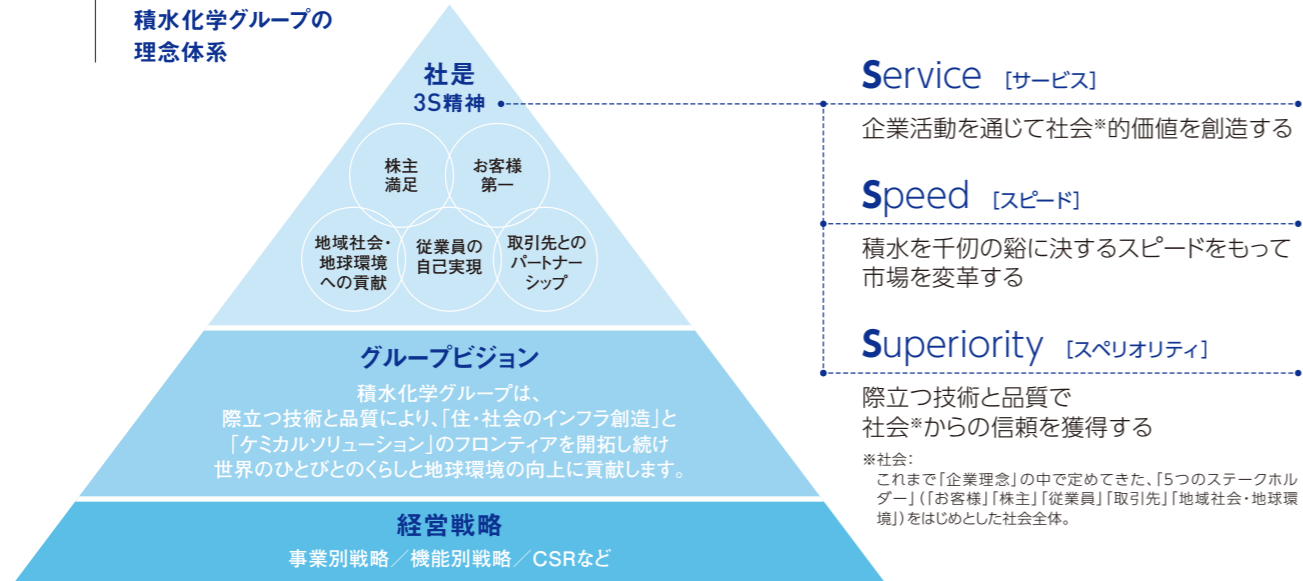 積水化学グループの
理念体系
社是
3S精神
株主
満足
お客様
第一
地域社会・
地球環境
への貢献
従業員の
自己実現
取引先との
パートナー
シップ
グループビジョン
積水化学グループは、
際立つ技術と品質により、「住・社会のインフラ創造」と
「ケミカルソリューション」のフロンティアを開拓し続け
世界のひとびとのくらしと地球環境の向上に貢献します。
経営戦略
事業別戦略／機能別戦略／CSRなど
Service [サービス]
企業活動を通じて社会※的価値を創造する
Speed [スピード]
積水を千仞の谿に決するスピードをもって
市場を変革する
Superiority [スペリオリティ]
際立つ技術と品質で
社会※からの信頼を獲得する
※社会：
これまで「企業理念」の中で定めてきた、「5つのステークホル
ダー」（「お客様」「株主」「従業員」「取引先」「地域社会・地球環
境」）をはじめとした社会全体。